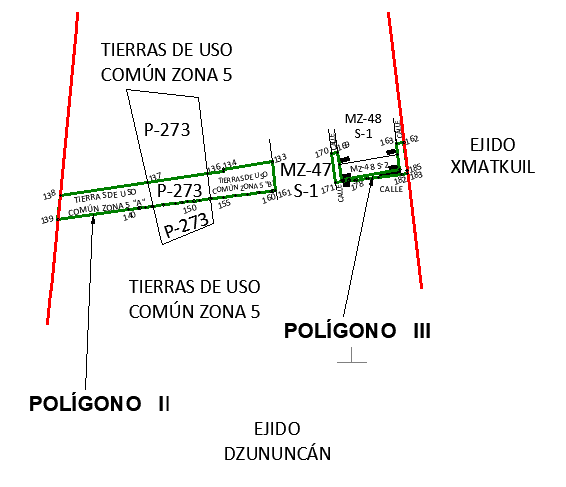 TIERRAS DE USO
COMÚN ZONA 5
P-273
MZ-48
S-1
CALLE
CALLE
163
162
EJIDO
XMATKUIL
170
169
133
134
136
137
138
139
TIERRAS DE USO
COMÚN ZONA 5 "A"
P-273
TIERRAS DE USO
COMÚN ZONA 5 "B"
MZ-47
S-1
MZ-48 S-2
185
183
182
CALLE
178
171
CALLE
161
160
155
150
140
P-273
TIERRAS DE USO
COMÚN ZONA 5
POLÍGONO III
POLÍGONO II
EJIDO
DZUNUNCÁN